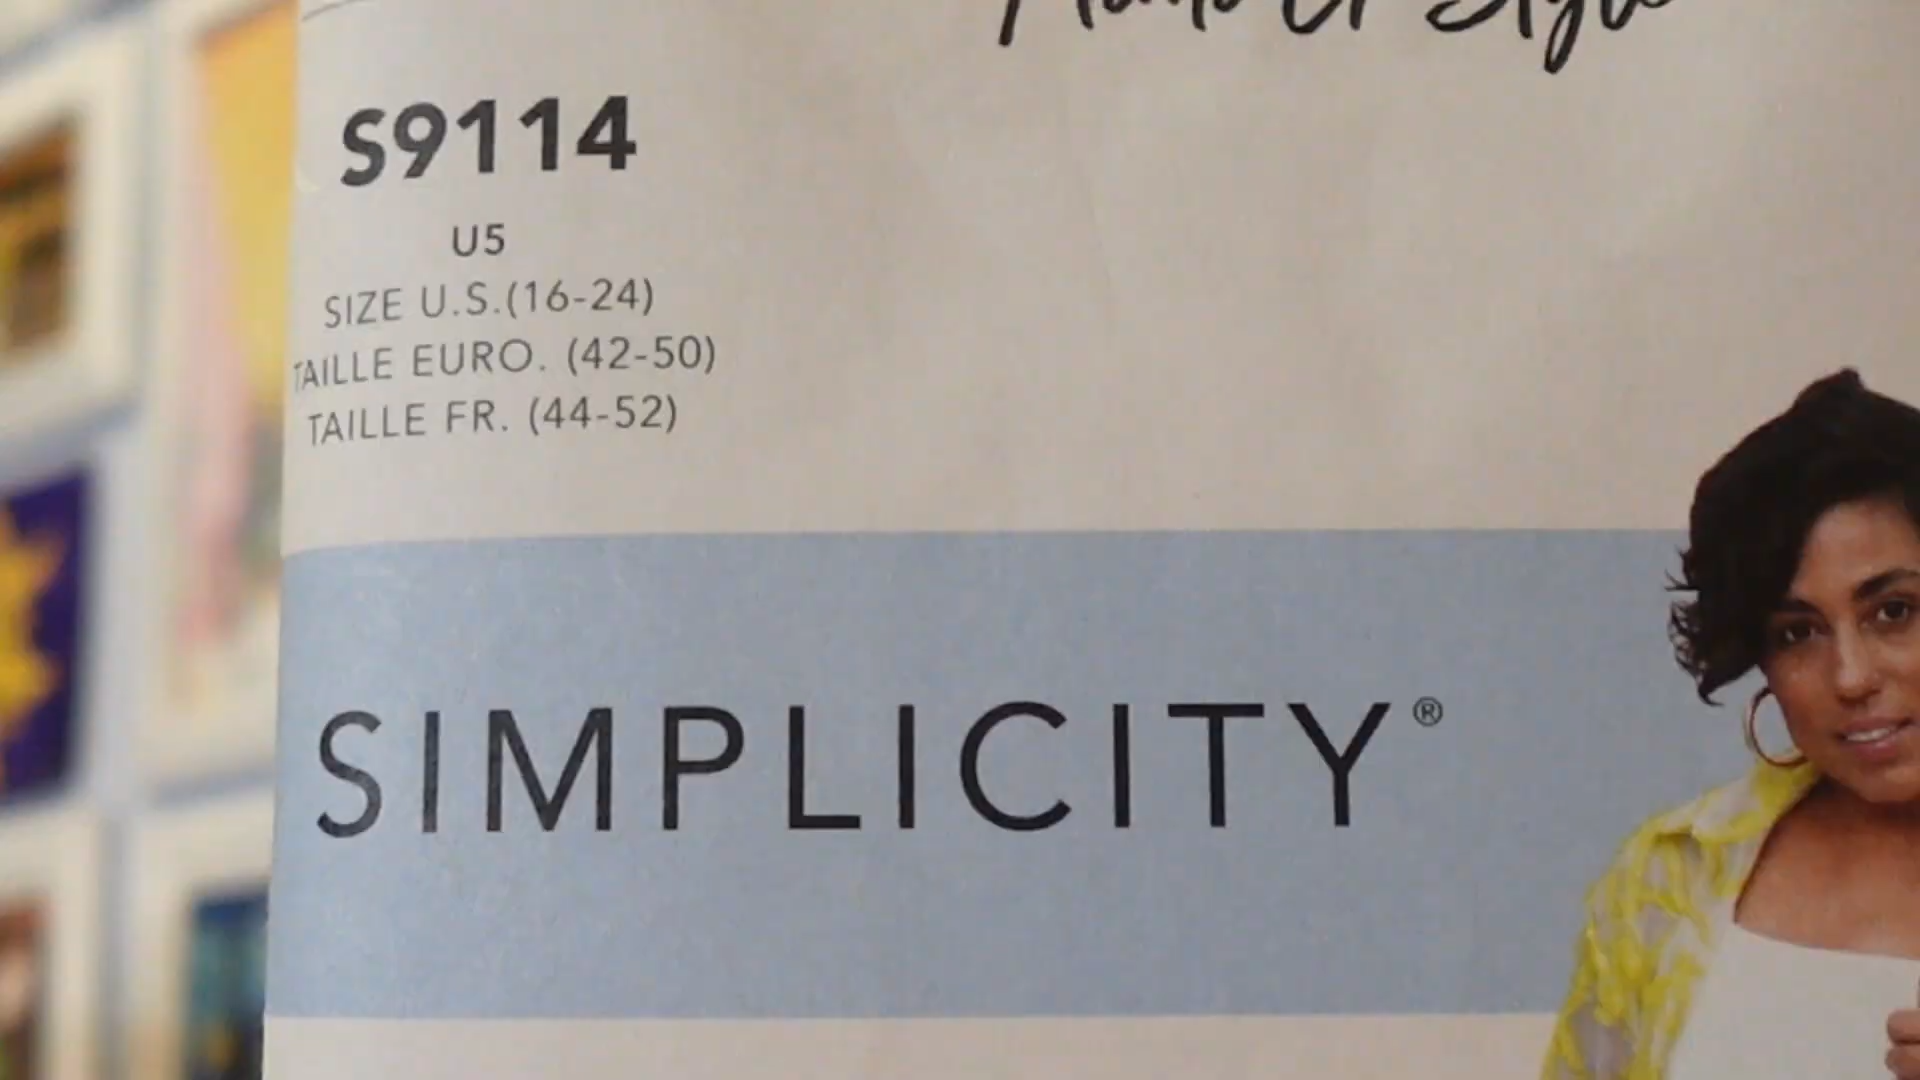 S9114
U5
SIZE U.S.(16-24)
TAILLE EURO. (42-50)
TAILLE FR. (44-52)
SIMPLICITY®